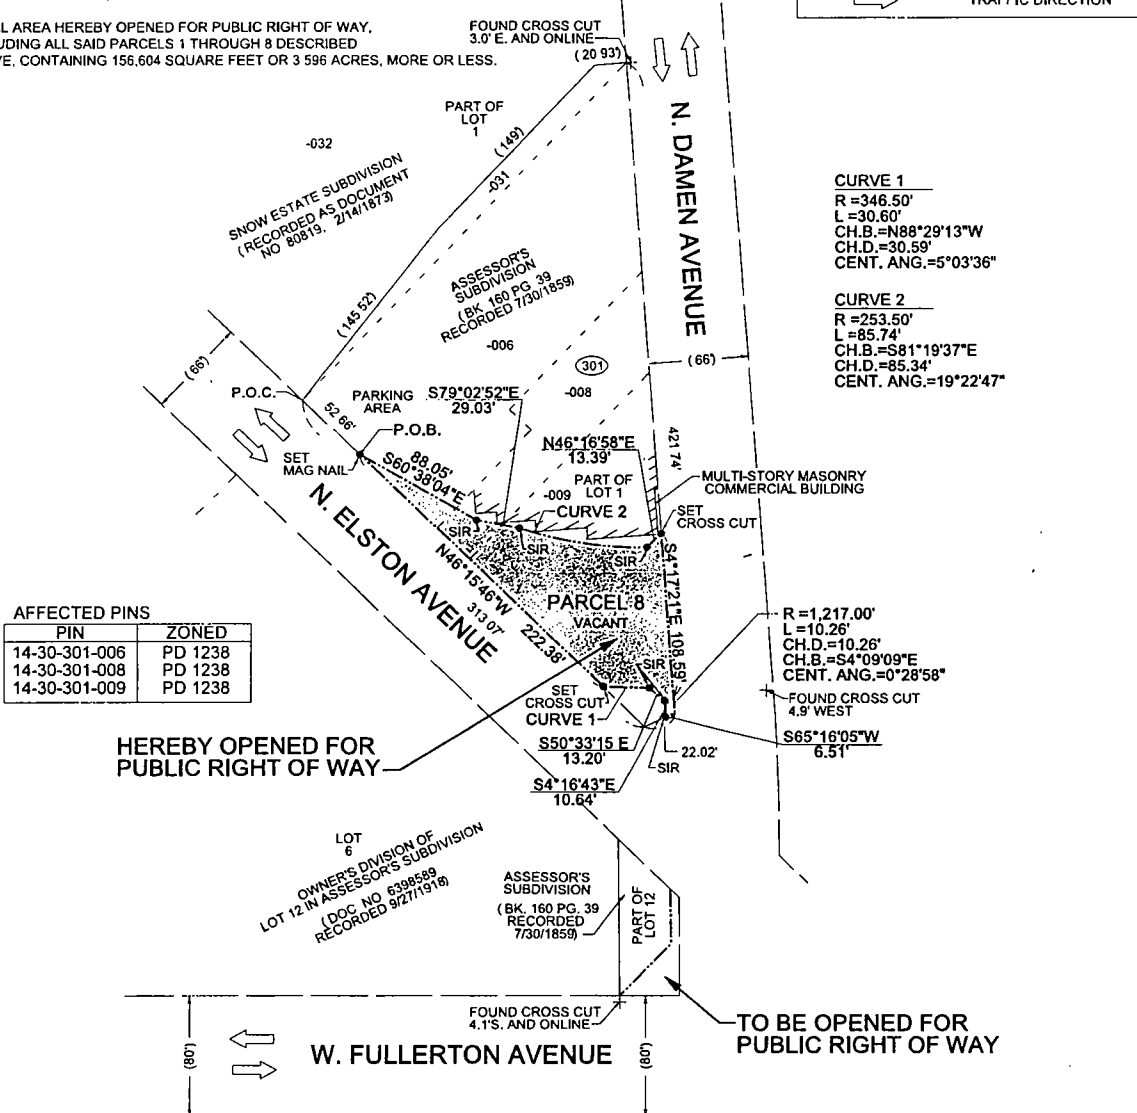 L AREA HEREBY OPENED FOR PUBLIC RIGHT OF WAY,
UDING ALL SAID PARCELS 1 THROUGH 8 DESCRIBED
VE, CONTAINING 156,604 SQUARE FEET OR 3 596 ACRES, MORE OR LESS.
TRAFFIC DIRECTION
FOUND CROSS CUT
3.0' E. AND ONLINE
(20 93')
PART OF
LOT
1
(149')
-031
-032
SNOW ESTATE SUBDIVISION
(RECORDED AS DOCUMENT
NO 80819, 2/14/1873)
ASSESSOR'S
SUBDIVISION
(BK. 160 PG. 39
RECORDED 7/30/1859)
(145 52')
-006
301
-008
N. DAMEN AVENUE
(66')
CURVE 1
R =346.50'
L =30.60'
CH.B.=N88°29'13"W
CH.D.=30.59'
CENT. ANG.=5°03'36"
CURVE 2
R =253.50'
L =85.74'
CH.B.=S81°19'37"E
CH.D.=85.34'
CENT. ANG.=19°22'47"
(66')
P.O.C.
52 66'
PARKING
AREA
S79°02'52"E
29.03'
P.O.B.
SET
MAG NAIL
88.05'
S60°38'04"E
N46°16'58"E
13.39'
421 74'
PART OF
LOT 1
-009
CURVE 2
MULTI-STORY MASONRY
COMMERCIAL BUILDING
SET
CROSS CUT
SIR
SIR
SIR
N. ELSTON AVENUE
N46°15'46"W
313 07'
222.38'
S4°17'21"E 108.59'
PARCEL 8
VACANT
SIR
AFFECTED PINS
PIN ZONED
14-30-301-006 PD 1238
14-30-301-008 PD 1238
14-30-301-009 PD 1238
R =1,217.00'
L =10.26'
CH.D.=10.26'
CH.B.=S4°09'09"E
CENT. ANG.=0°28'58"
FOUND CROSS CUT
4.9' WEST
SET
CROSS CUT
CURVE 1
S50°33'15 E
13.20'
22.02'
SIR
S65°16'05"W
6.51'
S4°16'43"E
10.64'
HEREBY OPENED FOR
PUBLIC RIGHT OF WAY
LOT
6
OWNER'S DIVISION OF
LOT 12 IN ASSESSOR'S SUBDIVISION
(DOC NO 6398589
RECORDED 9/27/1918)
ASSESSOR'S
SUBDIVISION
(BK. 160 PG. 39
RECORDED
7/30/1859)
PART OF
LOT 12
FOUND CROSS CUT
4.1'S. AND ONLINE
TO BE OPENED FOR
PUBLIC RIGHT OF WAY
(80')
W. FULLERTON AVENUE
(80')